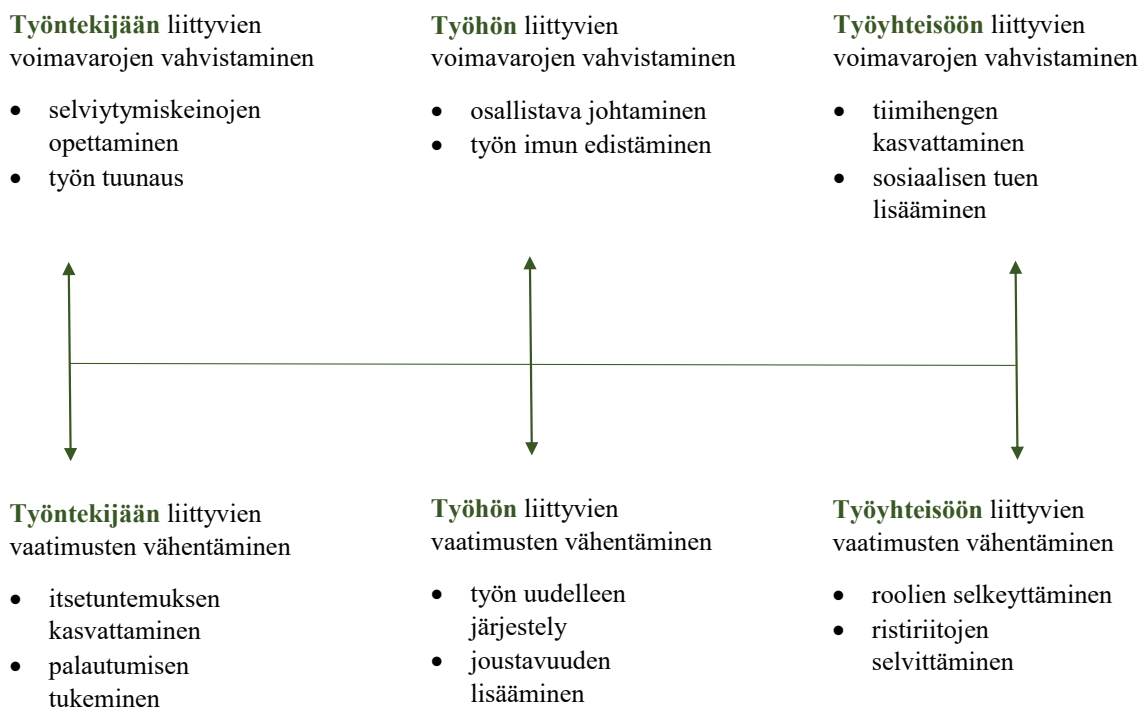 Työntekijään liittyvien
voimavarojen vahvistaminen
• selviytymiskeinojen
opettaminen
• työn tuunaus
Työhön liittyvien
voimavarojen vahvistaminen
• osallistava johtaminen
• työn imun edistäminen
Työyhteisöön liittyvien
voimavarojen vahvistaminen
• tiimihengen
kasvattaminen
• sosiaalisen tuen
lisääminen
Työntekijään liittyvien
vaatimusten vähentäminen
• itsetuntemuksen
kasvattaminen
• palautumisen
tukeminen
Työhön liittyvien
vaatimusten vähentäminen
• työn uudelleen
järjestely
• joustavuuden
lisääminen
Työyhteisöön liittyvien
vaatimusten vähentäminen
• roolien selkeyttäminen
• ristiriitojen
selvittäminen